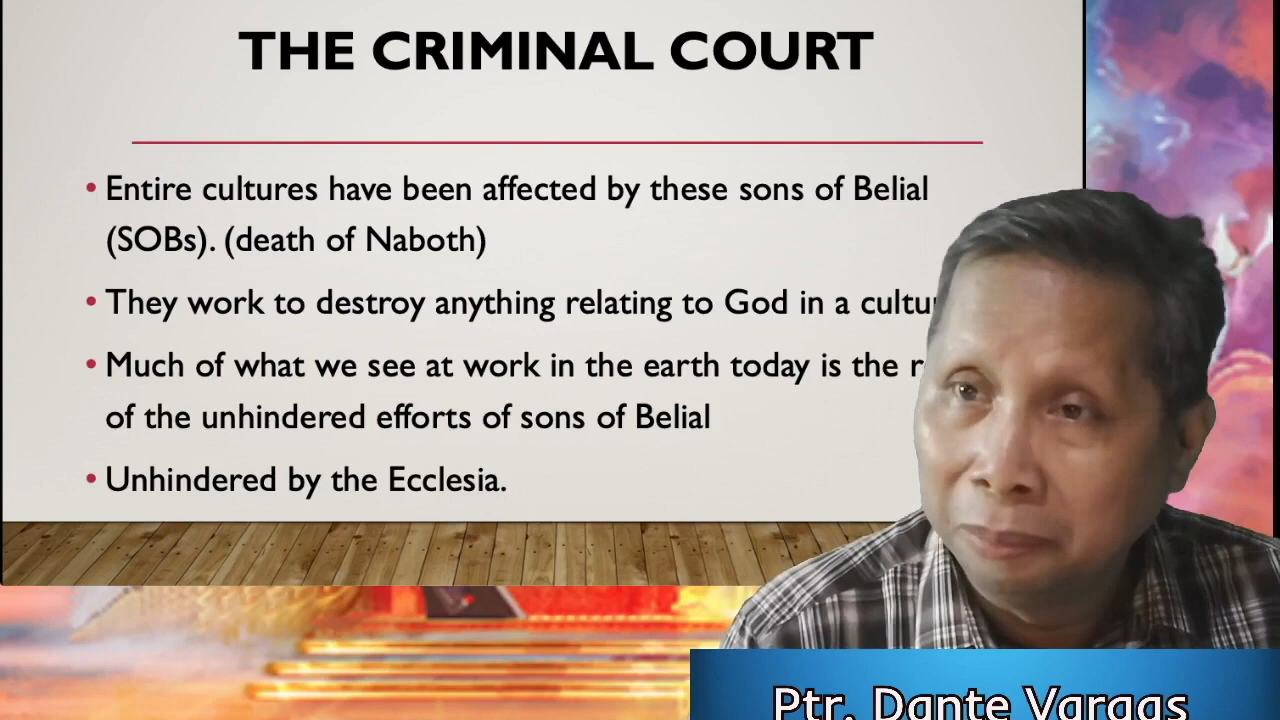 THE CRIMINAL COURT
• Entire cultures have been affected by these sons of Belial
(SOBs). (death of Naboth)
• They work to destroy anything relating to God in a
• Much of what we see at work in the earth today is the
of the unhindered efforts of sons of Belial
• Unhindered by the Ecclesia.
Ptr. Dante Vargas